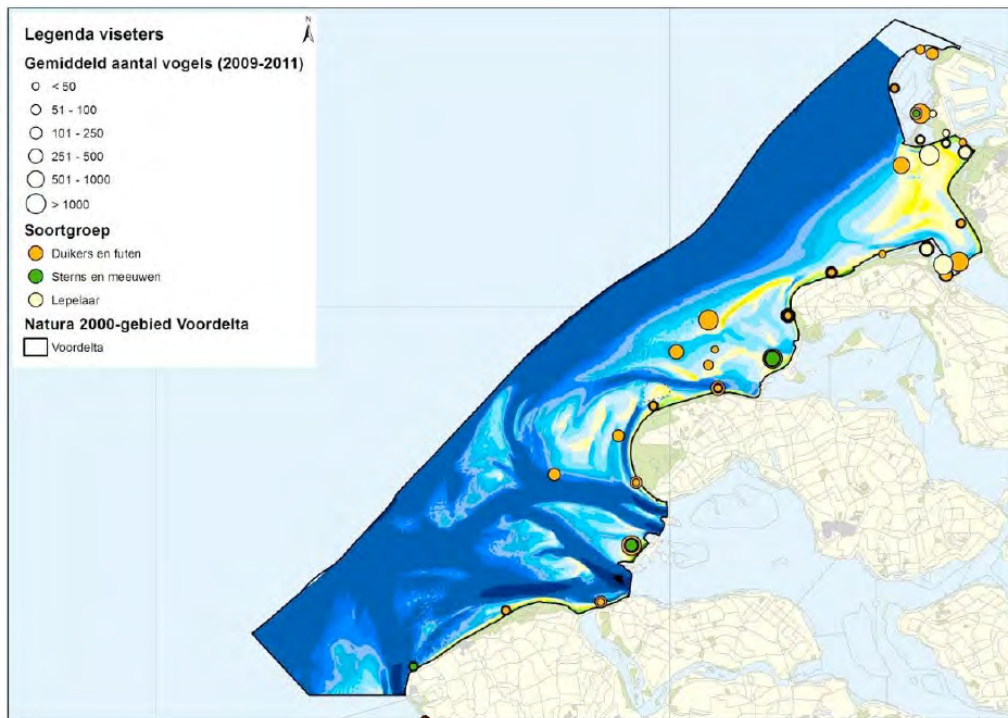 N
Legenda viseters
Gemiddeld aantal vogels (2009-2011)
< 50
51 - 100
101 - 250
251 - 500
501 - 1000
> 1000
Soortgroep
Duikers en futen
Sterns en meeuwen
Lepelaar
Natura 2000-gebied Voordelta
Voordelta